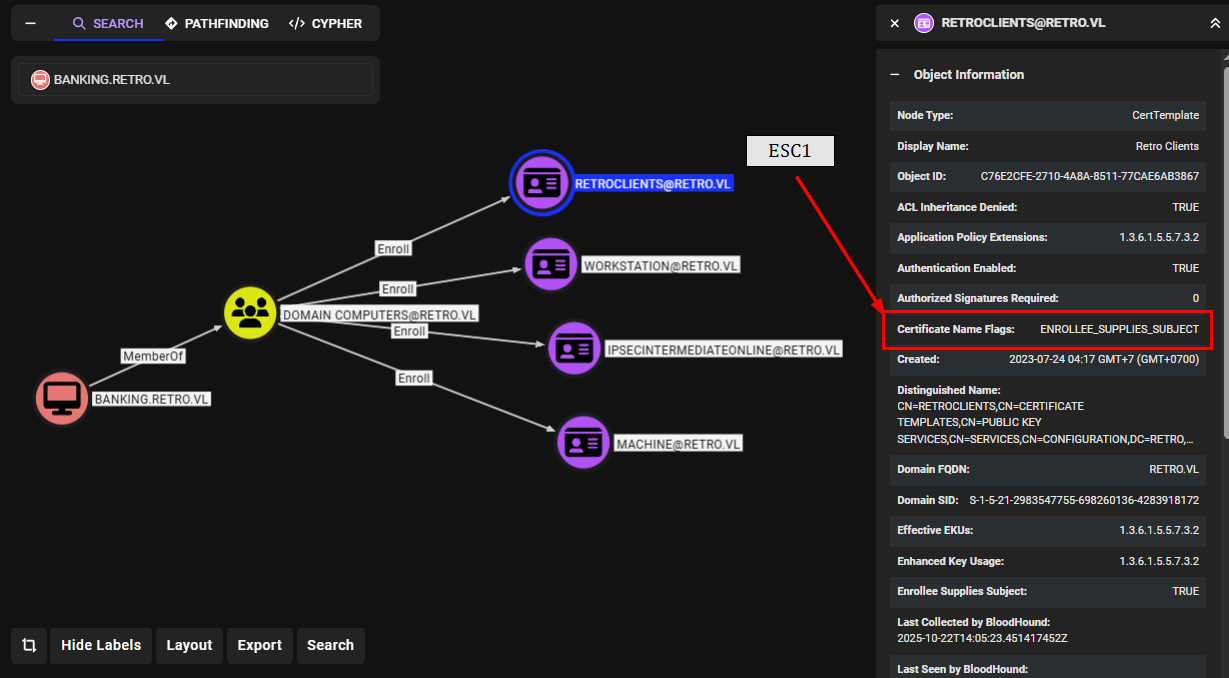 SEARCH
PATHFINDING
</> CYPHER
BANKING.RETRO.VL
RETROCLIENTS@RETRO.VL
Enroll
WORKSTATION@RETRO.VL
Enroll
DOMAIN COMPUTERS@RETRO.VL
Enroll
IPSECINTERMEDIATEONLINE@RETRO.VL
MemberOf
Enroll
BANKING.RETRO.VL
MACHINE@RETRO.VL
Hide Labels
Layout
Export
Search
ESC1
RETROCLIENTS@RETRO.VL
Object Information
Node Type: CertTemplate
Display Name: Retro Clients
Object ID: C76E2CFE-2710-4A8A-8511-77CAE6AB3867
ACL Inheritance Denied: TRUE
Application Policy Extensions: 1.3.6.1.5.5.7.3.2
Authentication Enabled: TRUE
Authorized Signatures Required: 0
Certificate Name Flags: ENROLLEE_SUPPLIES_SUBJECT
Created: 2023-07-24 04:17 GMT+7 (GMT+0700)
Distinguished Name:
CN=RETROCLIENTS,CN=CERTIFICATE
TEMPLATES,CN=PUBLIC KEY
SERVICES,CN=SERVICES,CN=CONFIGURATION,DC=RETRO,...
Domain FQDN: RETRO.VL
Domain SID: S-1-5-21-2983547755-698260136-4283918172
Effective EKUs: 1.3.6.1.5.5.7.3.2
Enhanced Key Usage: 1.3.6.1.5.5.7.3.2
Enrollee Supplies Subject: TRUE
Last Collected by BloodHound:
2025-10-22T14:05:23.451417452Z
Last Seen by BloodHound: